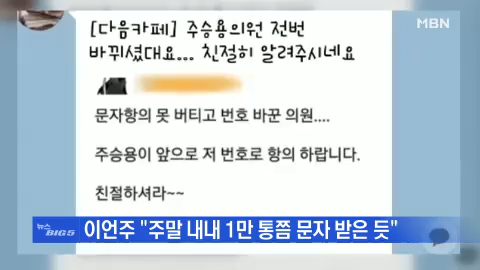 MBN
[다음카페] 주승용의원 전번
바뀌셨대요... 친절히 알려주시네요
문자항의 못 버티고 번호 바꾼 의원....
주승용이 앞으로 저 번호로 항의 하랍니다.
친절하셔라~~
뉴스 BIG5
이언주 "주말 내내 1만 통쯤 문자 받은 듯"